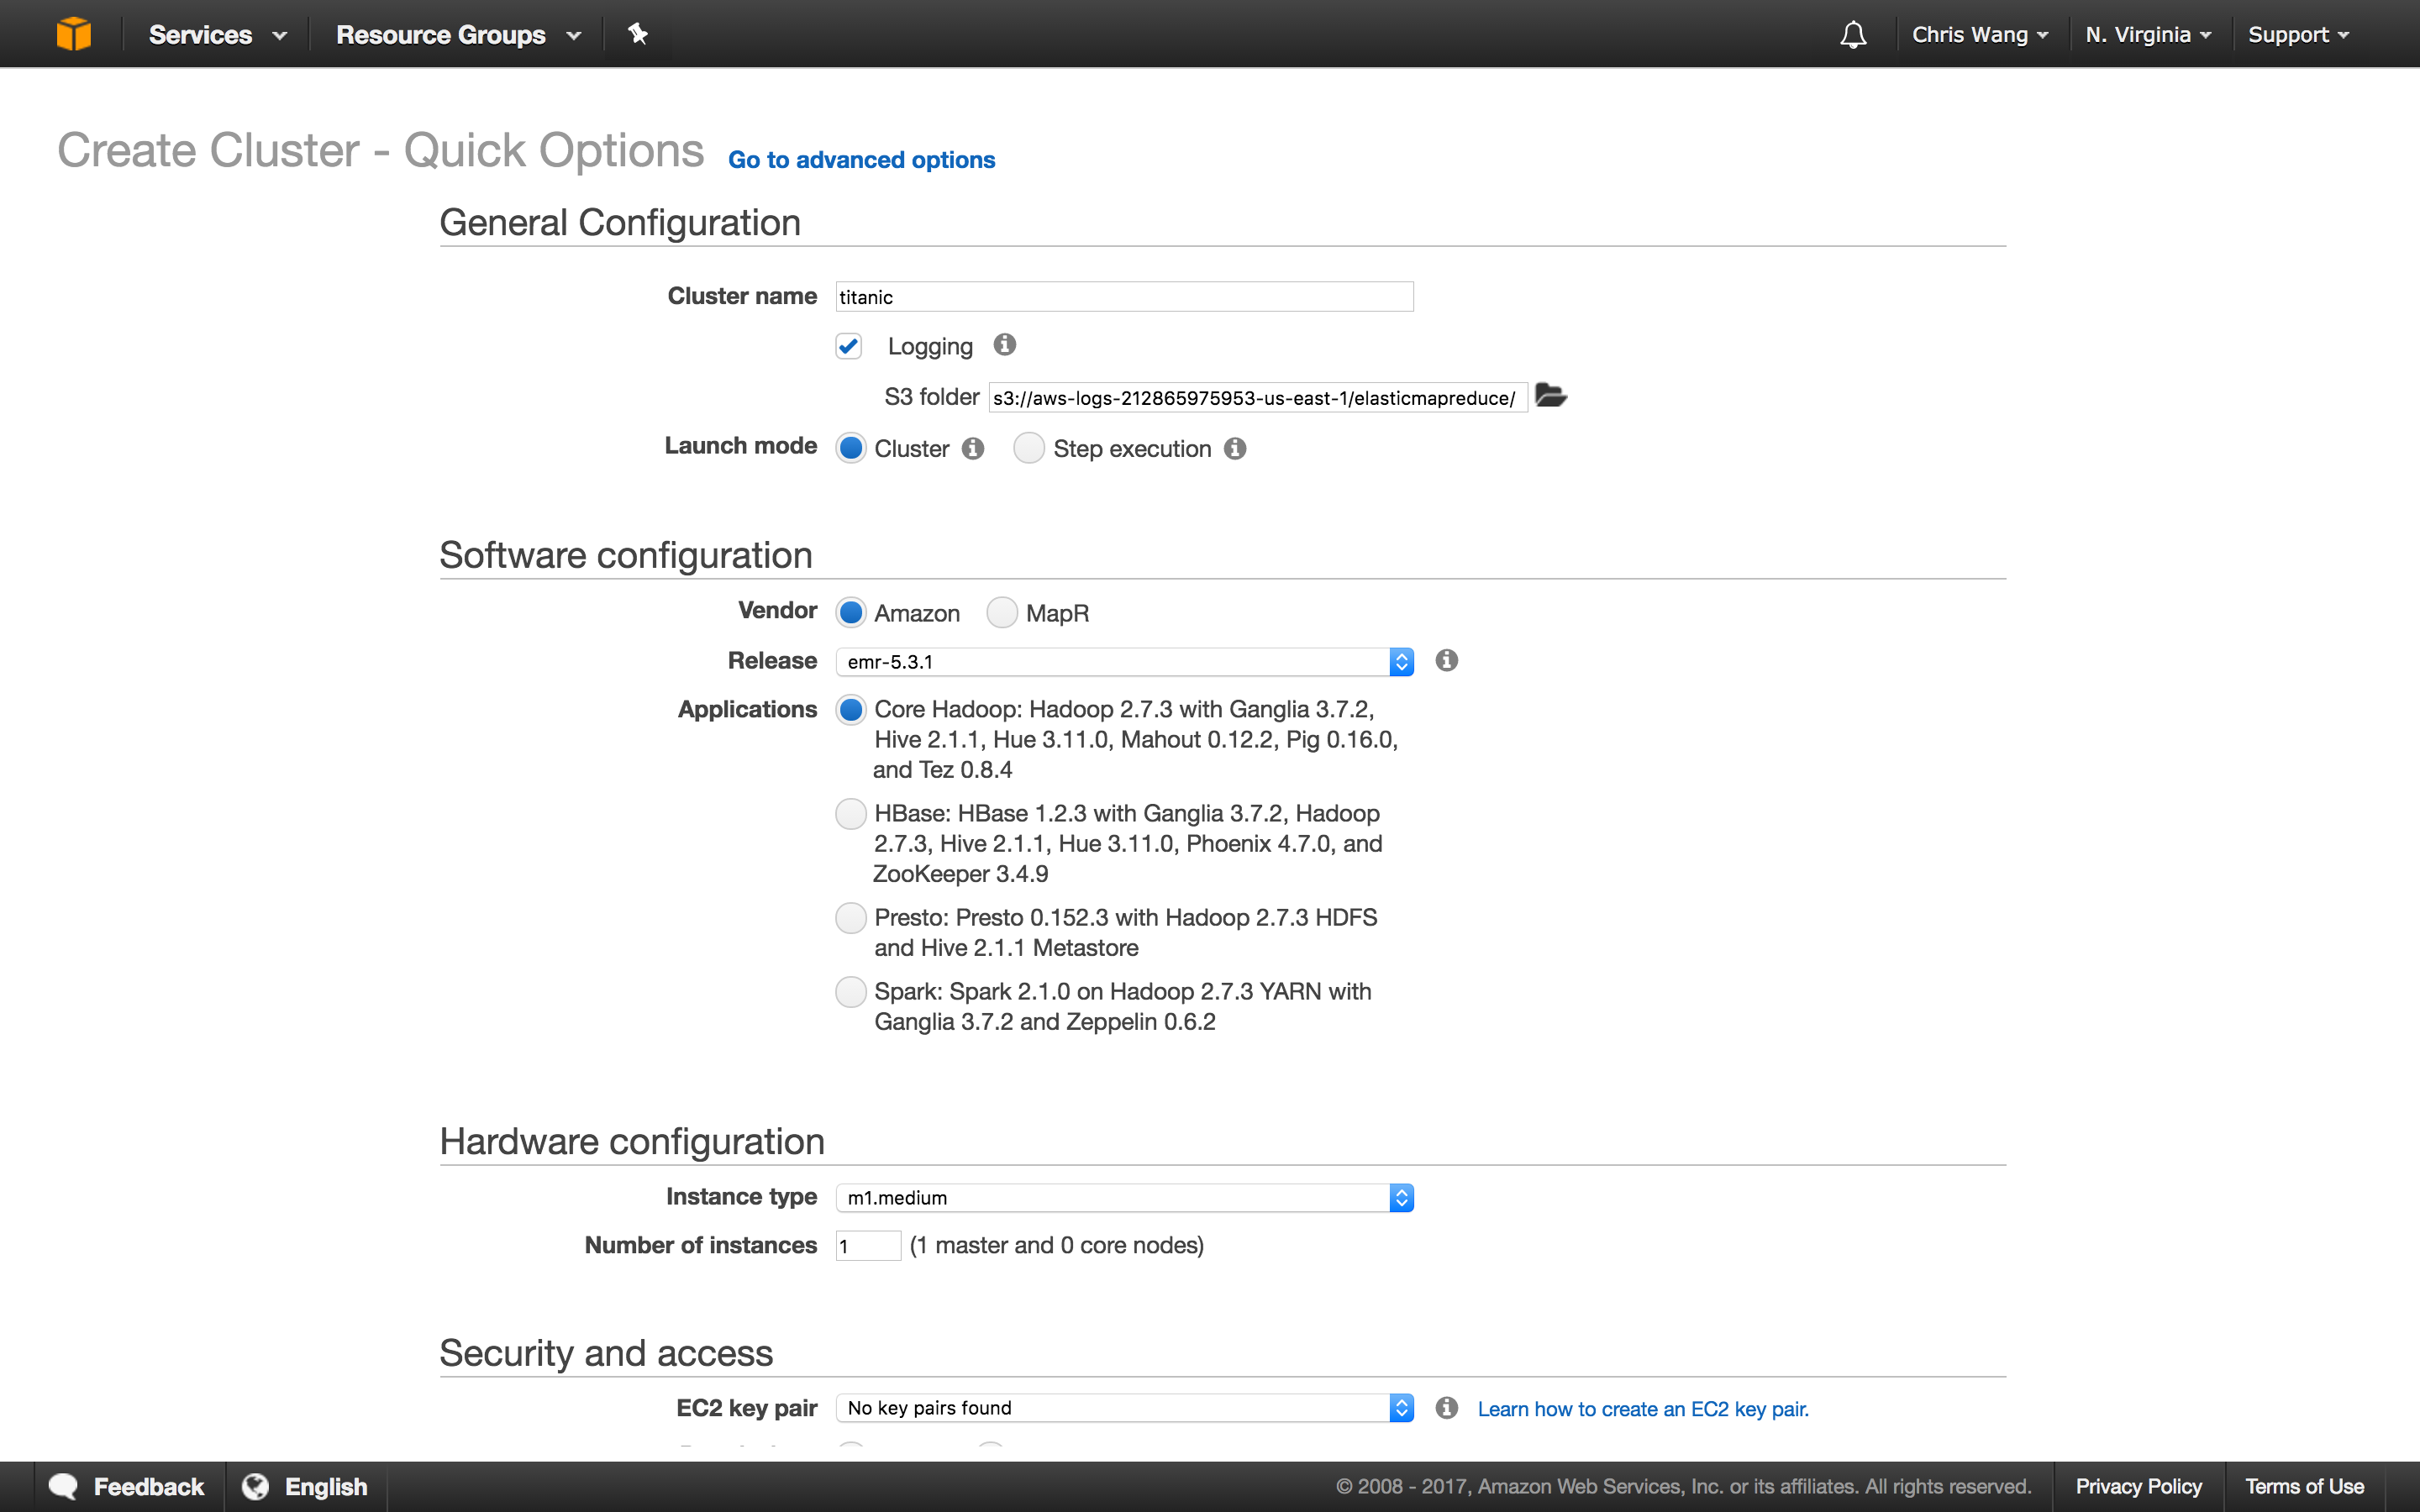 Services
Resource Groups
Chris Wang
N. Virginia
Support
Create Cluster - Quick Options Go to advanced options
General Configuration
Cluster name titanic
Logging
S3 folder s3://aws-logs-212865975953-us-east-1/elasticmapreduce/
Launch mode Cluster Step execution
Software configuration
Vendor Amazon MapR
Release emr-5.3.1
Applications Core Hadoop: Hadoop 2.7.3 with Ganglia 3.7.2,
Hive 2.1.1, Hue 3.11.0, Mahout 0.12.2, Pig 0.16.0,
and Tez 0.8.4
HBase: HBase 1.2.3 with Ganglia 3.7.2, Hadoop
2.7.3, Hive 2.1.1, Hue 3.11.0, Phoenix 4.7.0, and
ZooKeeper 3.4.9
Presto: Presto 0.152.3 with Hadoop 2.7.3 HDFS
and Hive 2.1.1 Metastore
Spark: Spark 2.1.0 on Hadoop 2.7.3 YARN with
Ganglia 3.7.2 and Zeppelin 0.6.2
Hardware configuration
Instance type m1.medium
Number of instances 1 (1 master and 0 core nodes)
Security and access
EC2 key pair No key pairs found Learn how to create an EC2 key pair.
Feedback
English
© 2008 - 2017, Amazon Web Services, Inc. or its affiliates. All rights reserved.
Privacy Policy
Terms of Use